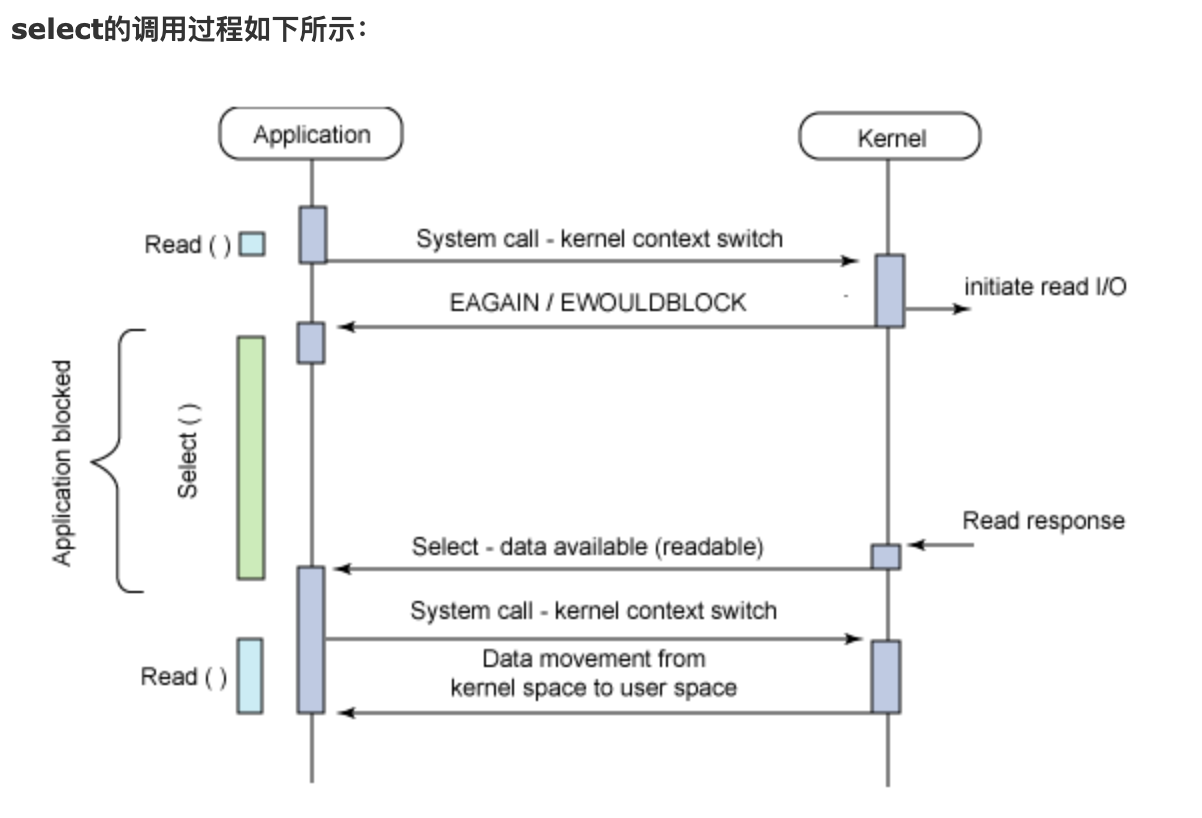 select的调用过程如下所示：
Application
Kernel
Read ( )
System call - kernel context switch
initiate read I/O
EAGAIN / EWOULDBLOCK
Application blocked
Select ( )
Read response
Select - data available (readable)
System call - kernel context switch
Read ( )
Data movement from
kernel space to user space